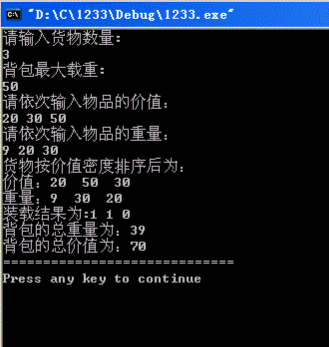 "D:\C\1233\Debug\1233.exe"
请输入货物数量:
3
背包最大载重:
50
请依次输入物品的价值:
20 30 50
请依次输入物品的重量:
9 20 30
货物按价值密度排序后为:
价值: 20 50 30
重量: 9 30 20
装载结果为:1 1 0
背包的总重量为: 39
背包的总价值为: 70
=============================
Press any key to continue